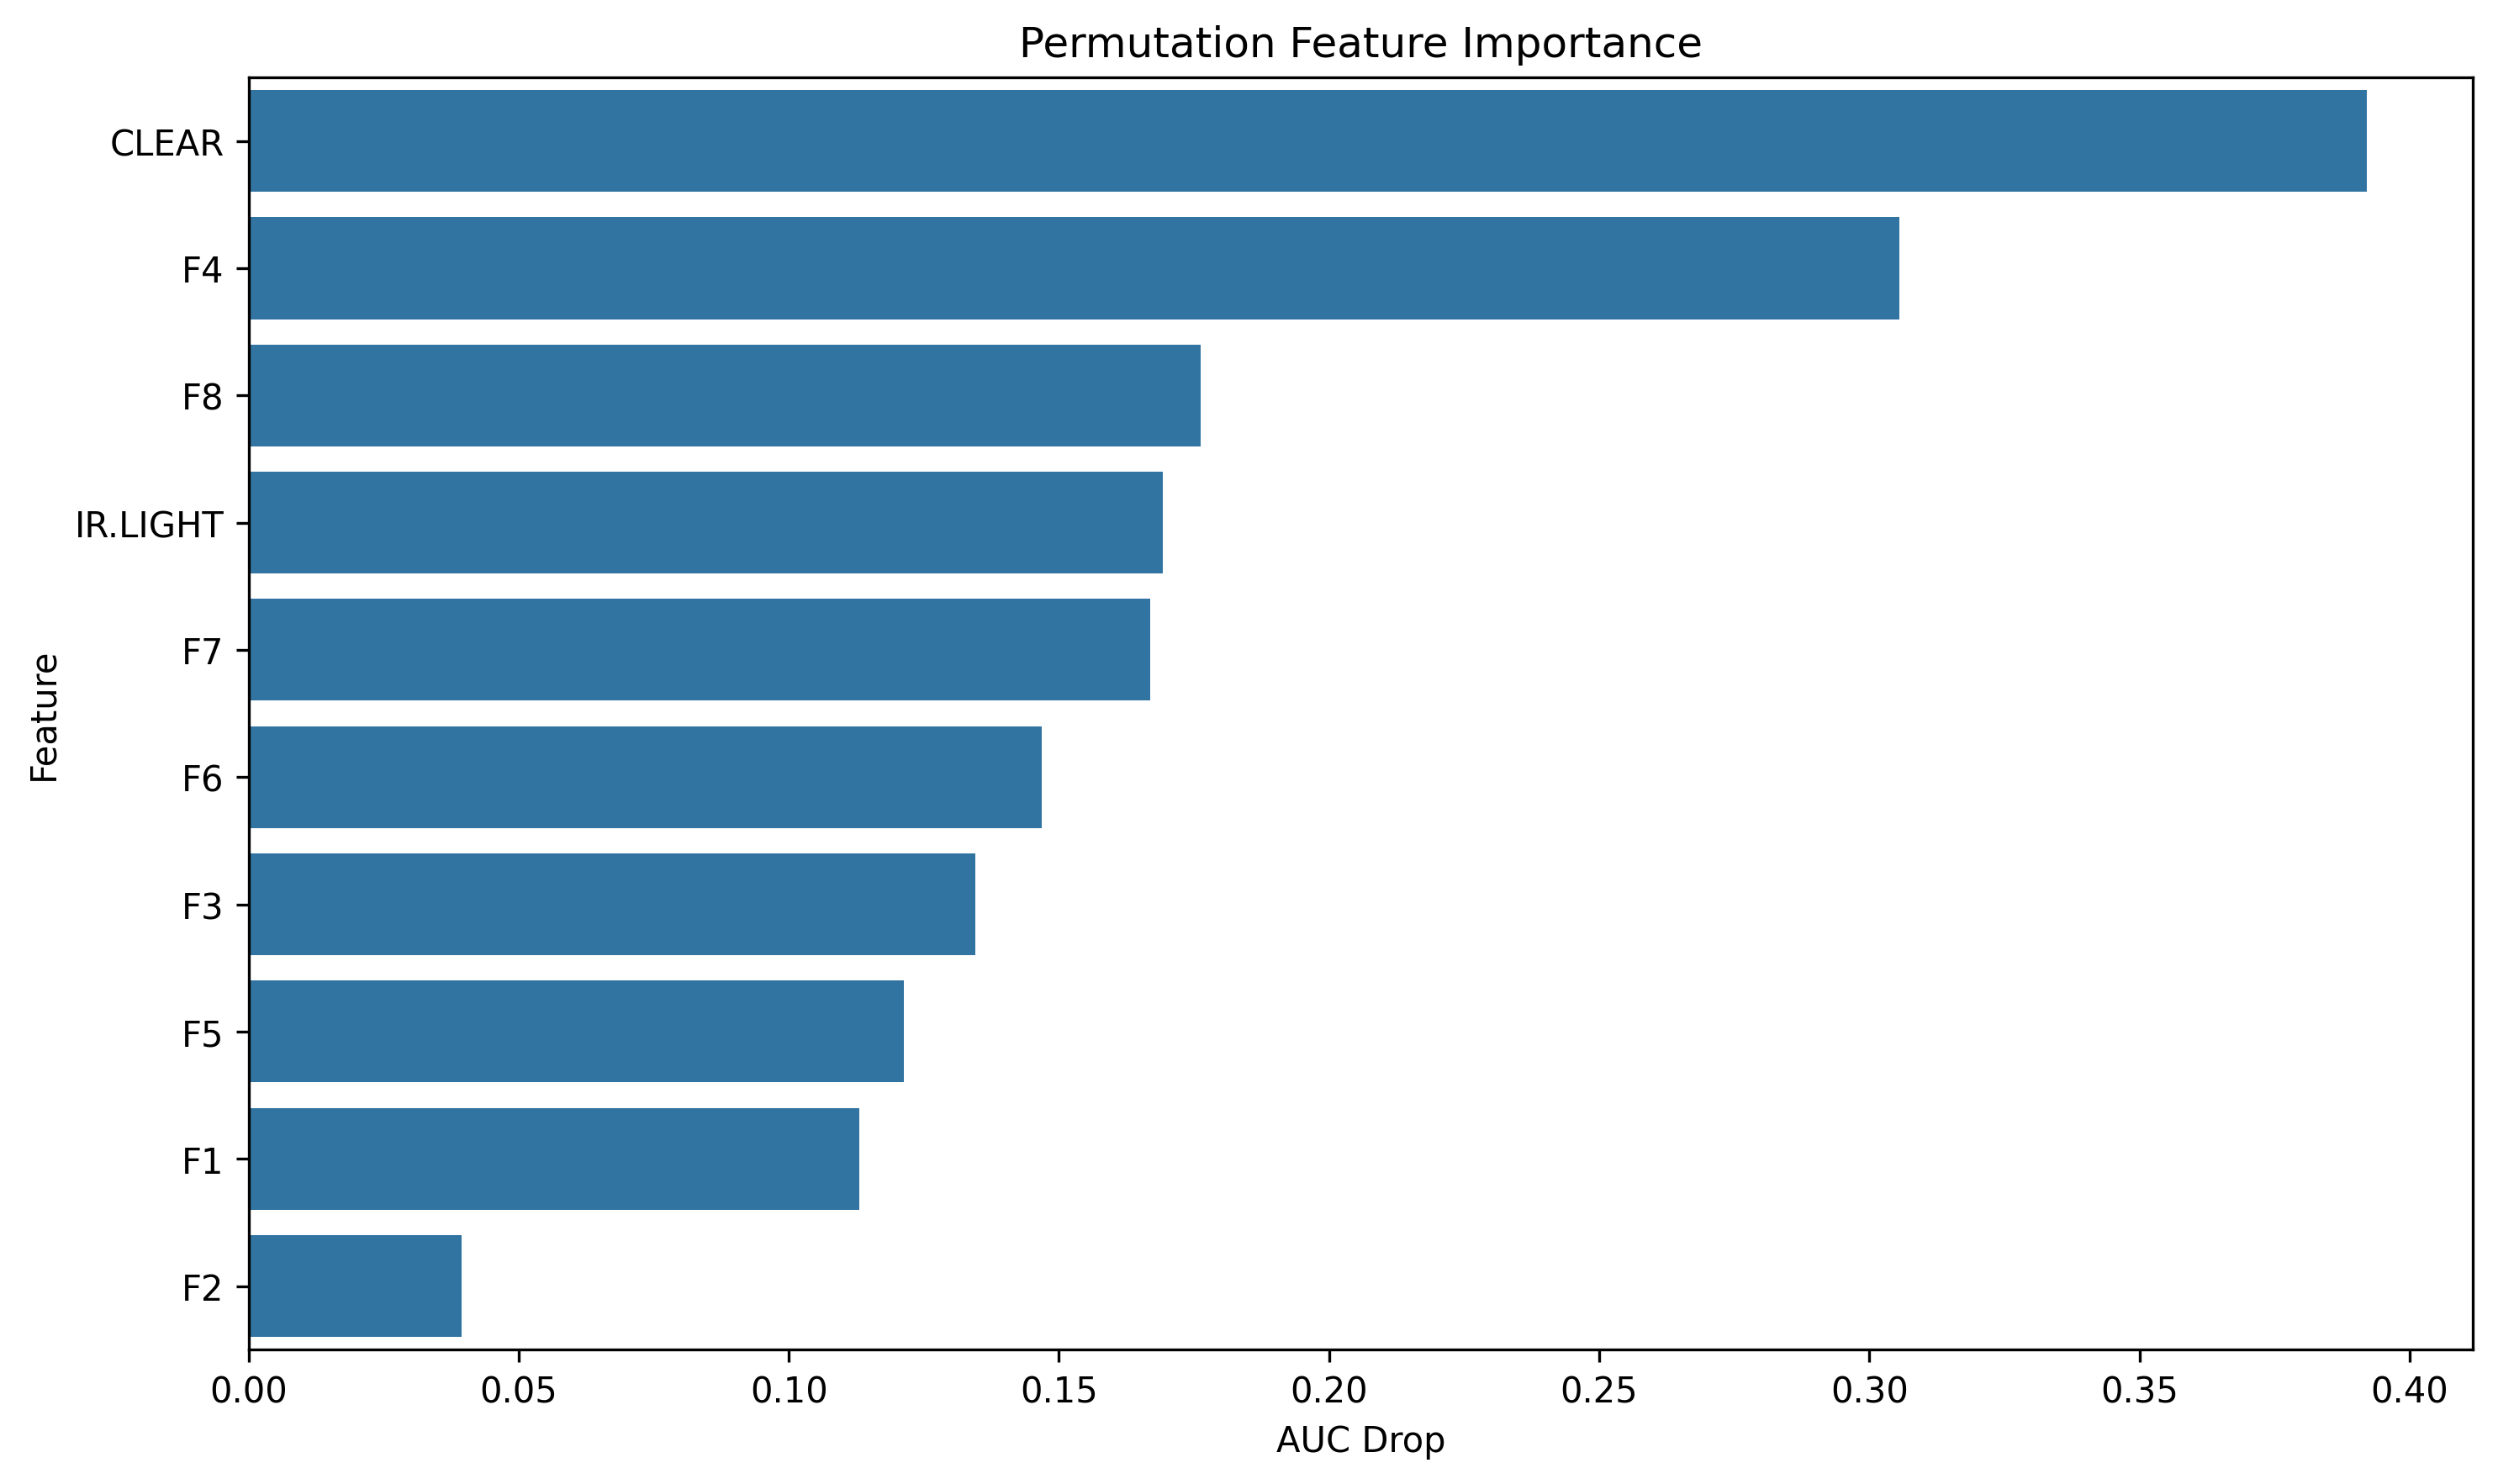 Permutation Feature Importance
CLEAR
F4
F8
IR.LIGHT
F7
F6
F3
F5
F1
F2
Feature
0.00 0.05 0.10 0.15 0.20 0.25 0.30 0.35 0.40
AUC Drop